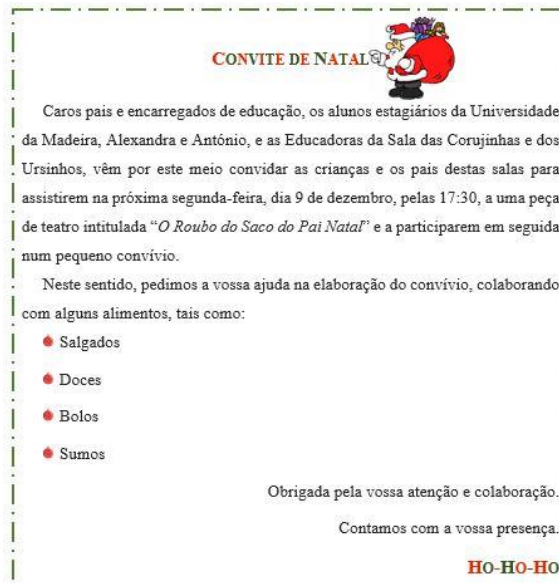 CONVITE DE NATAL
Caros pais e encarregados de educação, os alunos estagiários da Universidade
da Madeira, Alexandra e António, e as Educadoras da Sala das Corujinhas e dos
Ursinhos, vêm por este meio convidar as crianças e os pais destas salas para
assistirem na próxima segunda-feira, dia 9 de dezembro, pelas 17:30, a uma peça
de teatro intitulada “O Roubo do Saco do Pai Natal” e a participarem em seguida
num pequeno convívio.
Neste sentido, pedimos a vossa ajuda na elaboração do convívio, colaborando
com alguns alimentos, tais como:
Salgados
Doces
Bolos
Sumos
Obrigada pela vossa atenção e colaboração.
Contamos com a vossa presença.
HO-HO-HO